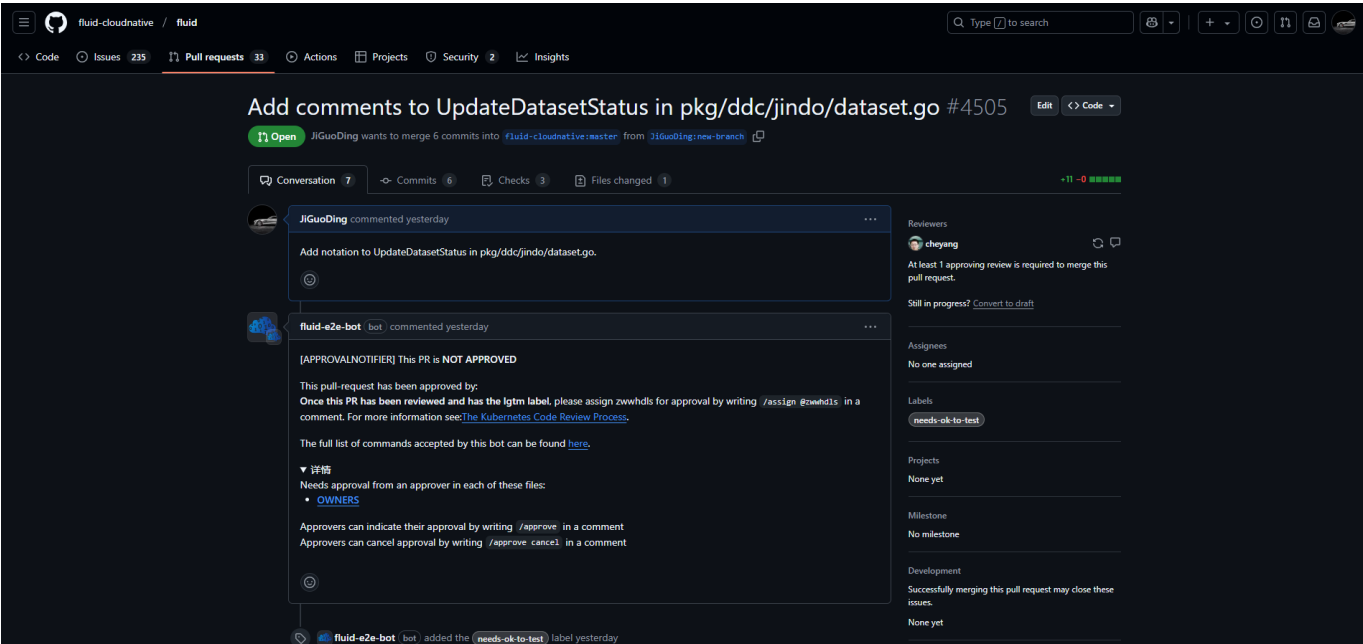 fluid-cloudnative / fluid
Type / to search
Code Issues 235 Pull requests 33 Actions Projects Security 2 Insights
Add comments to UpdateDatasetStatus in pkg/ddc/jindo/dataset.go #4505
Edit Code
Open JiGuoDing wants to merge 6 commits into fluid-cloudnative:master from JiGuoDing:new-branch
Conversation 7 Commits 6 Checks 3 Files changed 1
+11 −0
JiGuoDing commented yesterday
Add notation to UpdateDatasetStatus in pkg/ddc/jindo/dataset.go.
fluid-e2e-bot bot commented yesterday
[APPROVALNOTIFIER] This PR is NOT APPROVED
This pull-request has been approved by:
Once this PR has been reviewed and has the lgtm label, please assign zwwhdls for approval by writing /assign @zwwhdls in a
comment. For more information see:The Kubernetes Code Review Process.
The full list of commands accepted by this bot can be found here.
详情
Needs approval from an approver in each of these files:
• OWNERS
Approvers can indicate their approval by writing /approve in a comment
Approvers can cancel approval by writing /approve cancel in a comment
fluid-e2e-bot bot added the needs-ok-to-test label yesterday
Reviewers
cheyang
At least 1 approving review is required to merge this
pull request.
Still in progress? Convert to draft
Assignees
No one assigned
Labels
needs-ok-to-test
Projects
None yet
Milestone
No milestone
Development
Successfully merging this pull request may close these
issues.
None yet